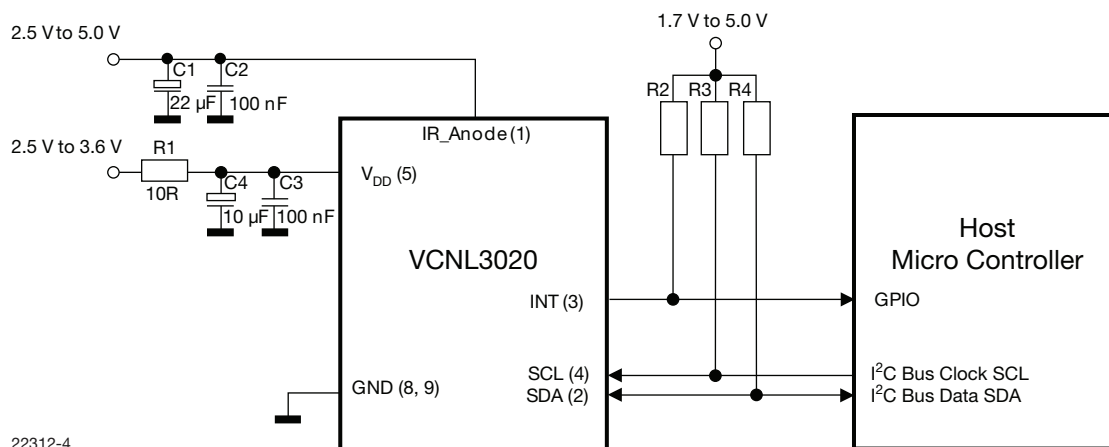 1.7 V to 5.0 V
2.5 V to 5.0 V
C1 C2
22 µF 100 nF
R2 R3 R4
IR_Anode (1)
2.5 V to 3.6 V
R1
10R
C4 C3
10 µF 100 nF
V_DD (5)
VCNL3020
Host
Micro Controller
INT (3)
GPIO
GND (8, 9)
SCL (4)
SDA (2)
I²C Bus Clock SCL
I²C Bus Data SDA
22312-4